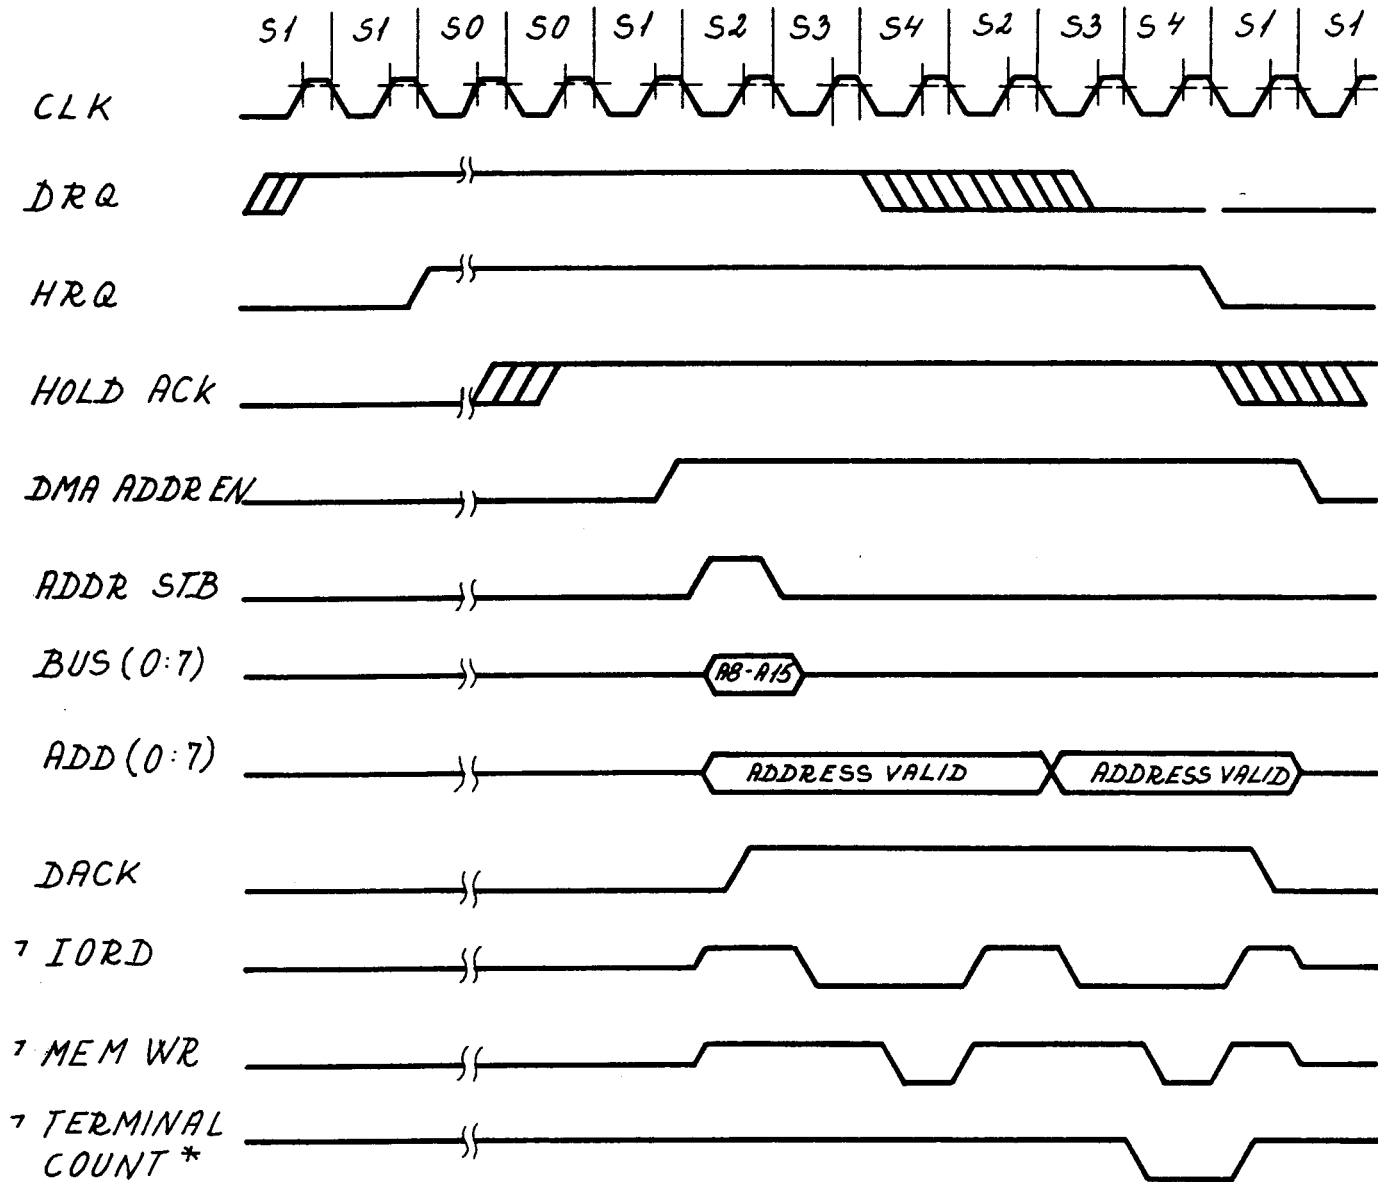 S1 S1 S0 S0 S1 S2 S3 S4 S2 S3 S4 S1 S1
CLK
DRQ
HRQ
HOLD ACK
DMA ADDR EN
ADDR STB
BUS (0:7)
A8-A15
ADD (0:7)
ADDRESS VALID ADDRESS VALID
DACK
¬ IORD
¬ MEM WR
¬ TERMINAL
COUNT *